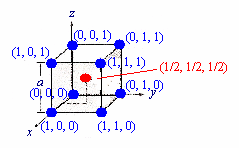 z
(0, 0, 1) (0, 1, 1)
(1, 0, 1) (1, 1, 1) (1/2, 1/2, 1/2)
a (0, 0, 0) (0, 1, 0)
y
x (1, 0, 0) (1, 1, 0)